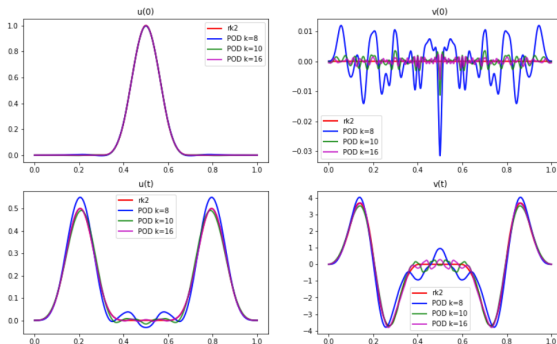 u(0)
1.0
0.8
0.6
0.4
0.2
0.0
rk2
POD k=8
POD k=10
POD k=16
0.0 0.2 0.4 0.6 0.8 1.0
v(0)
0.01
0.00
−0.01
−0.02
−0.03
rk2
POD k=8
POD k=10
POD k=16
0.0 0.2 0.4 0.6 0.8 1.0
u(t)
0.5
0.4
0.3
0.2
0.1
0.0
rk2
POD k=8
POD k=10
POD k=16
0.0 0.2 0.4 0.6 0.8 1.0
v(t)
4
3
2
1
0
−1
−2
−3
−4
rk2
POD k=8
POD k=10
POD k=16
0.0 0.2 0.4 0.6 0.8 1.0